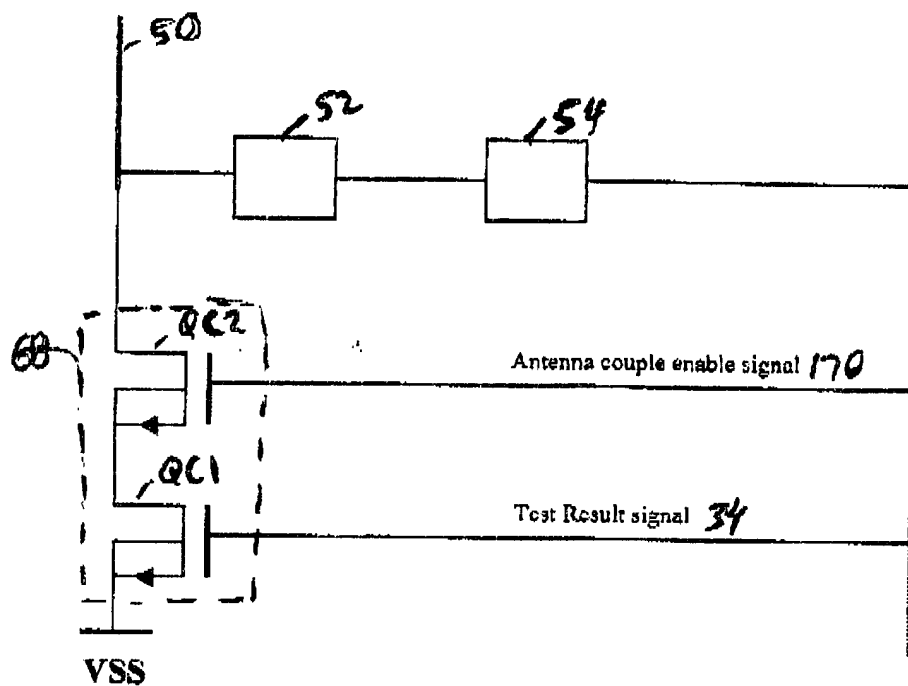 50
52
54
QC2
68
Antenna couple enable signal 170
QC1
Test Result signal 34
VSS